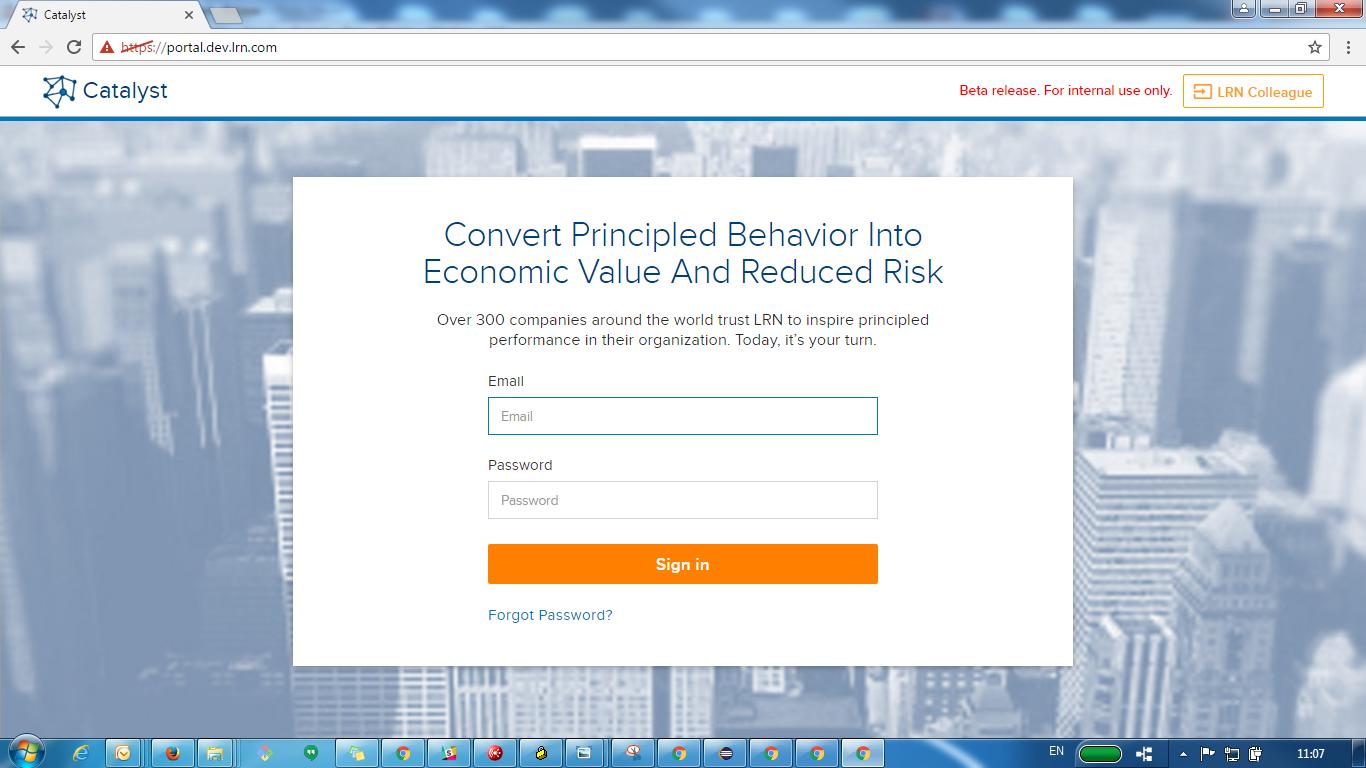 Catalyst
https://portal.dev.lrn.com
Catalyst
Beta release. For internal use only.
LRN Colleague
Convert Principled Behavior Into
Economic Value And Reduced Risk
Over 300 companies around the world trust LRN to inspire principled
performance in their organization. Today, it’s your turn.
Email
Email
Password
Password
Sign in
Forgot Password?
EN
11:07